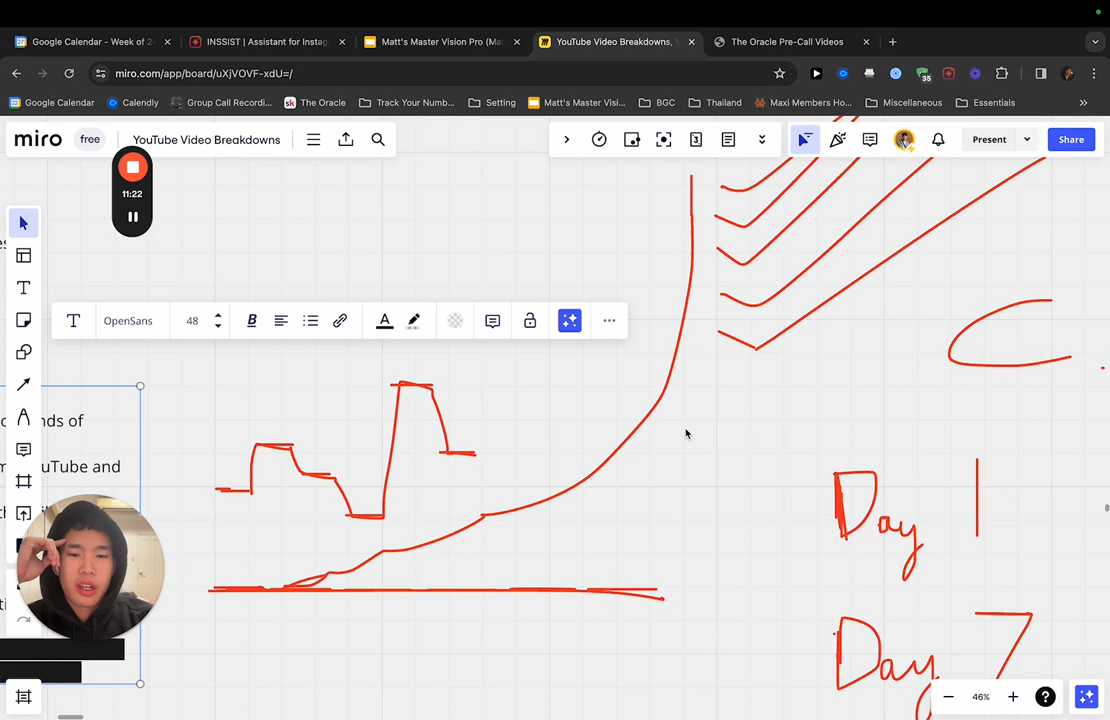 Google Calendar - Week of 2
INSSIST | Assistant for Instag
Matt's Master Vision Pro (Ma
YouTube Video Breakdowns,
The Oracle Pre-Call Videos
miro.com/app/board/uXjVOVF-xdU=/
35
Google Calendar
Calendly
Group Call Recordi...
sk The Oracle
Track Your Numb...
Setting
Matt's Master Visi...
BGC
Thailand
Maxi Members Ho...
Miscellaneous
Essentials
miro
free
YouTube Video Breakdowns
3
Present
Share
11:22
T
OpenSans
48
B
A
nds of
uTube and
C
Day 1
Day 7
46%
?